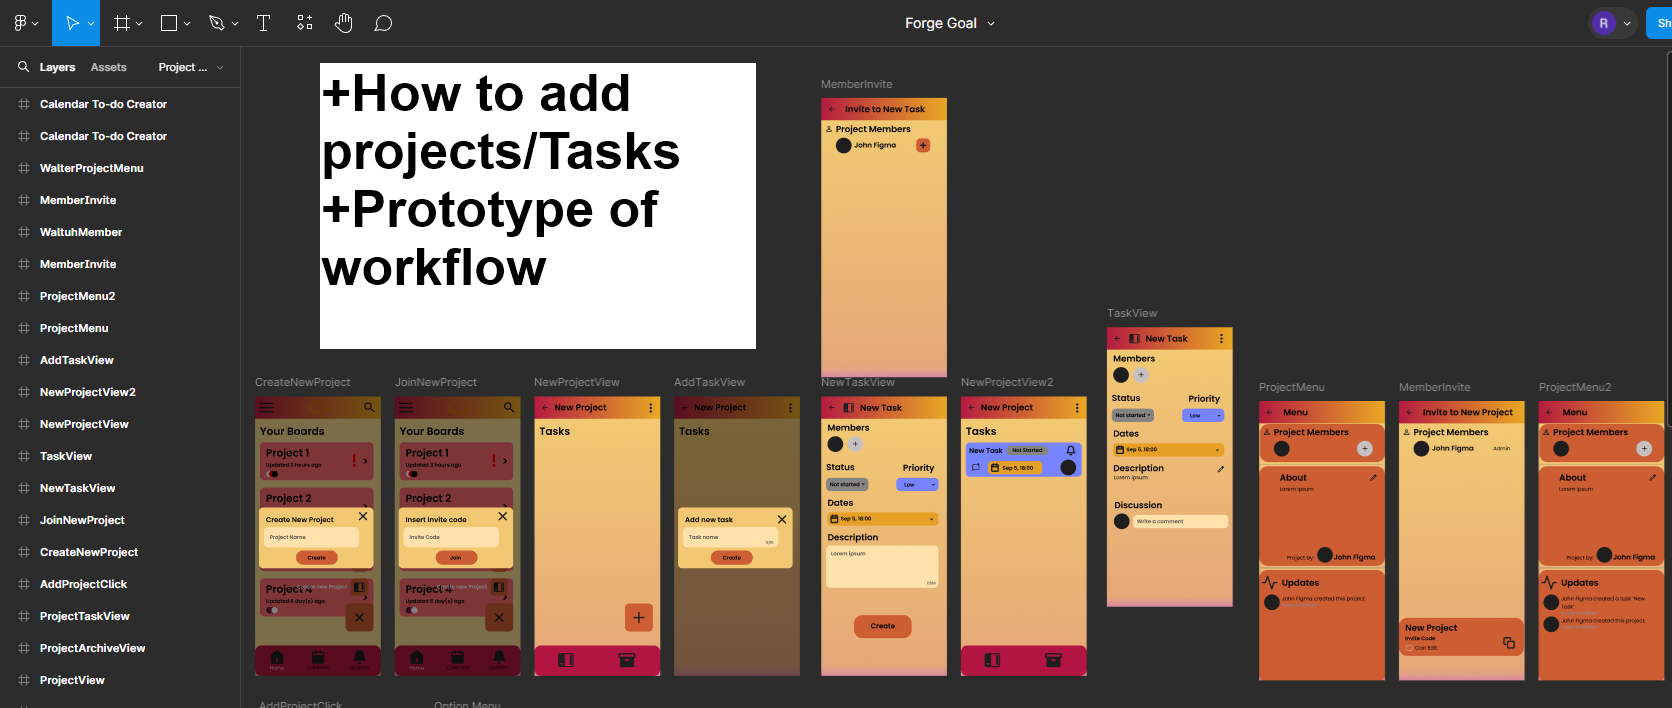 Forge Goal
R
Sh
Layers
Assets
Project ...
Calendar To-do Creator
Calendar To-do Creator
WalterProjectMenu
MemberInvite
WaltuhMember
MemberInvite
ProjectMenu2
ProjectMenu
AddTaskView
NewProjectView2
NewProjectView
TaskView
NewTaskView
JoinNewProject
CreateNewProject
AddProjectClick
ProjectTaskView
ProjectArchiveView
ProjectView
+How to add
projects/Tasks
+Prototype of
workflow
MemberInvite
Invite to New Task
Project Members
John Figma
CreateNewProject
Your Boards
Project 1
Updated 3 hours ago
Project 2
Create New Project
Project Name
Create
Project 4
Create new Project
Updated 6 day(s) ago
Home
JoinNewProject
Your Boards
Project 1
Updated 3 hours ago
Project 2
Insert invite code
Invite Code
Join
Project 4
Updated 6 day(s) ago
Home
NewProjectView
New Project
Tasks
AddTaskView
New Project
Tasks
Add new task
Task name
Create
NewTaskView
New Task
Members
Status
Priority
Not started
Low
Dates
Sep 5, 18:00
Description
Lorem ipsum
Create
NewProjectView2
New Project
Tasks
New Task
Not Started
Sep 5, 18:00
TaskView
New Task
Members
Status
Priority
Not started
Low
Dates
Sep 5, 18:00
Description
Lorem ipsum
Discussion
Write a comment
ProjectMenu
Menu
Project Members
About
Lorem ipsum
Project by:
John Figma
Updates
John Figma created this project.
MemberInvite
Invite to New Project
Project Members
John Figma
Admin
New Project
Invite Code
Can Edit
ProjectMenu2
Menu
Project Members
About
Lorem ipsum
Project by:
John Figma
Updates
John Figma created a task 'New
Task'
John Figma created this project.
AddProjectClick
Option Menu